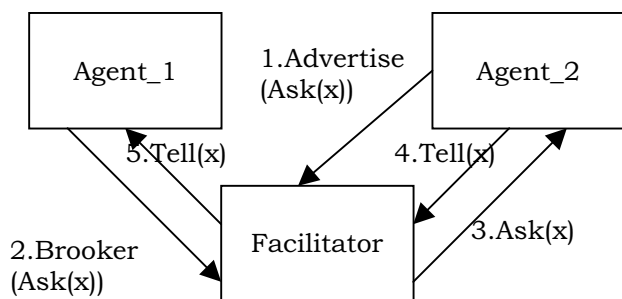 1.Advertise
(Ask(x))
Agent_1
Agent_2
5.Tell(x)
4.Tell(x)
2.Brooker
(Ask(x))
Facilitator
3.Ask(x)